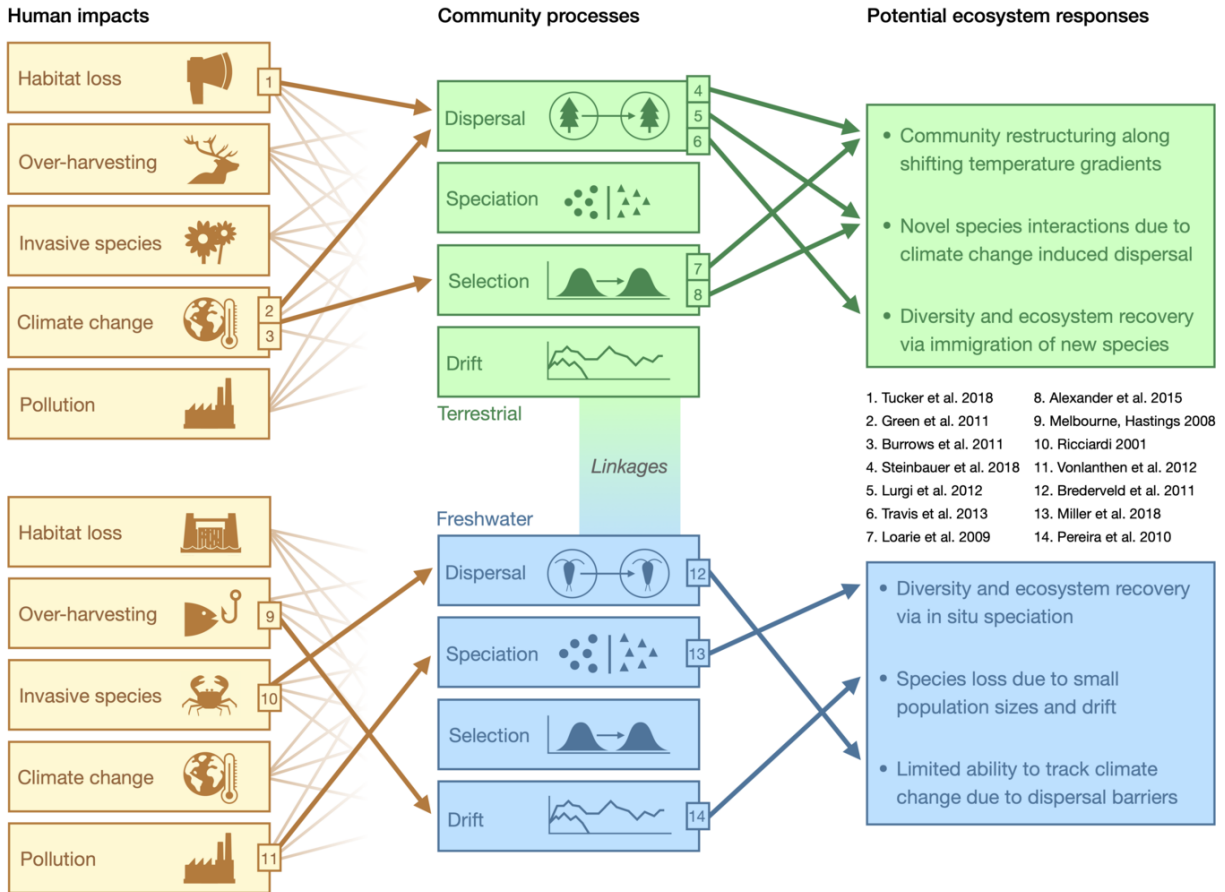 Human impacts
Community processes
Potential ecosystem responses
Habitat loss
1
Over-harvesting
Invasive species
Climate change
2
3
Pollution
Dispersal
4
5
6
Speciation
Selection
7
8
Drift
Terrestrial
• Community restructuring along
shifting temperature gradients
• Novel species interactions due to
climate change induced dispersal
• Diversity and ecosystem recovery
via immigration of new species
Linkages
1. Tucker et al. 2018
2. Green et al. 2011
3. Burrows et al. 2011
4. Steinbauer et al. 2018
5. Lurgi et al. 2012
6. Travis et al. 2013
7. Loarie et al. 2009
8. Alexander et al. 2015
9. Melbourne, Hastings 2008
10. Ricciardi 2001
11. Vonlanthen et al. 2012
12. Brederveld et al. 2011
13. Miller et al. 2018
14. Pereira et al. 2010
Habitat loss
Over-harvesting
9
Invasive species
10
Climate change
Pollution
11
Freshwater
Dispersal
12
Speciation
13
Selection
Drift
14
• Diversity and ecosystem recovery
via in situ speciation
• Species loss due to small
population sizes and drift
• Limited ability to track climate
change due to dispersal barriers